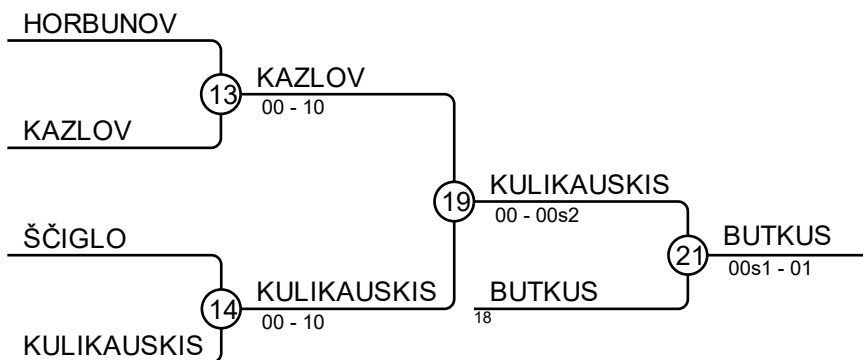 HORBUNOV
13
KAZLOV
00 - 10
KAZLOV
19
KULIKAUSKIS
00 - 00s2
ŠČIGLO
21
BUTKUS
00s1 - 01
14
KULIKAUSKIS
00 - 10
BUTKUS
18
KULIKAUSKIS